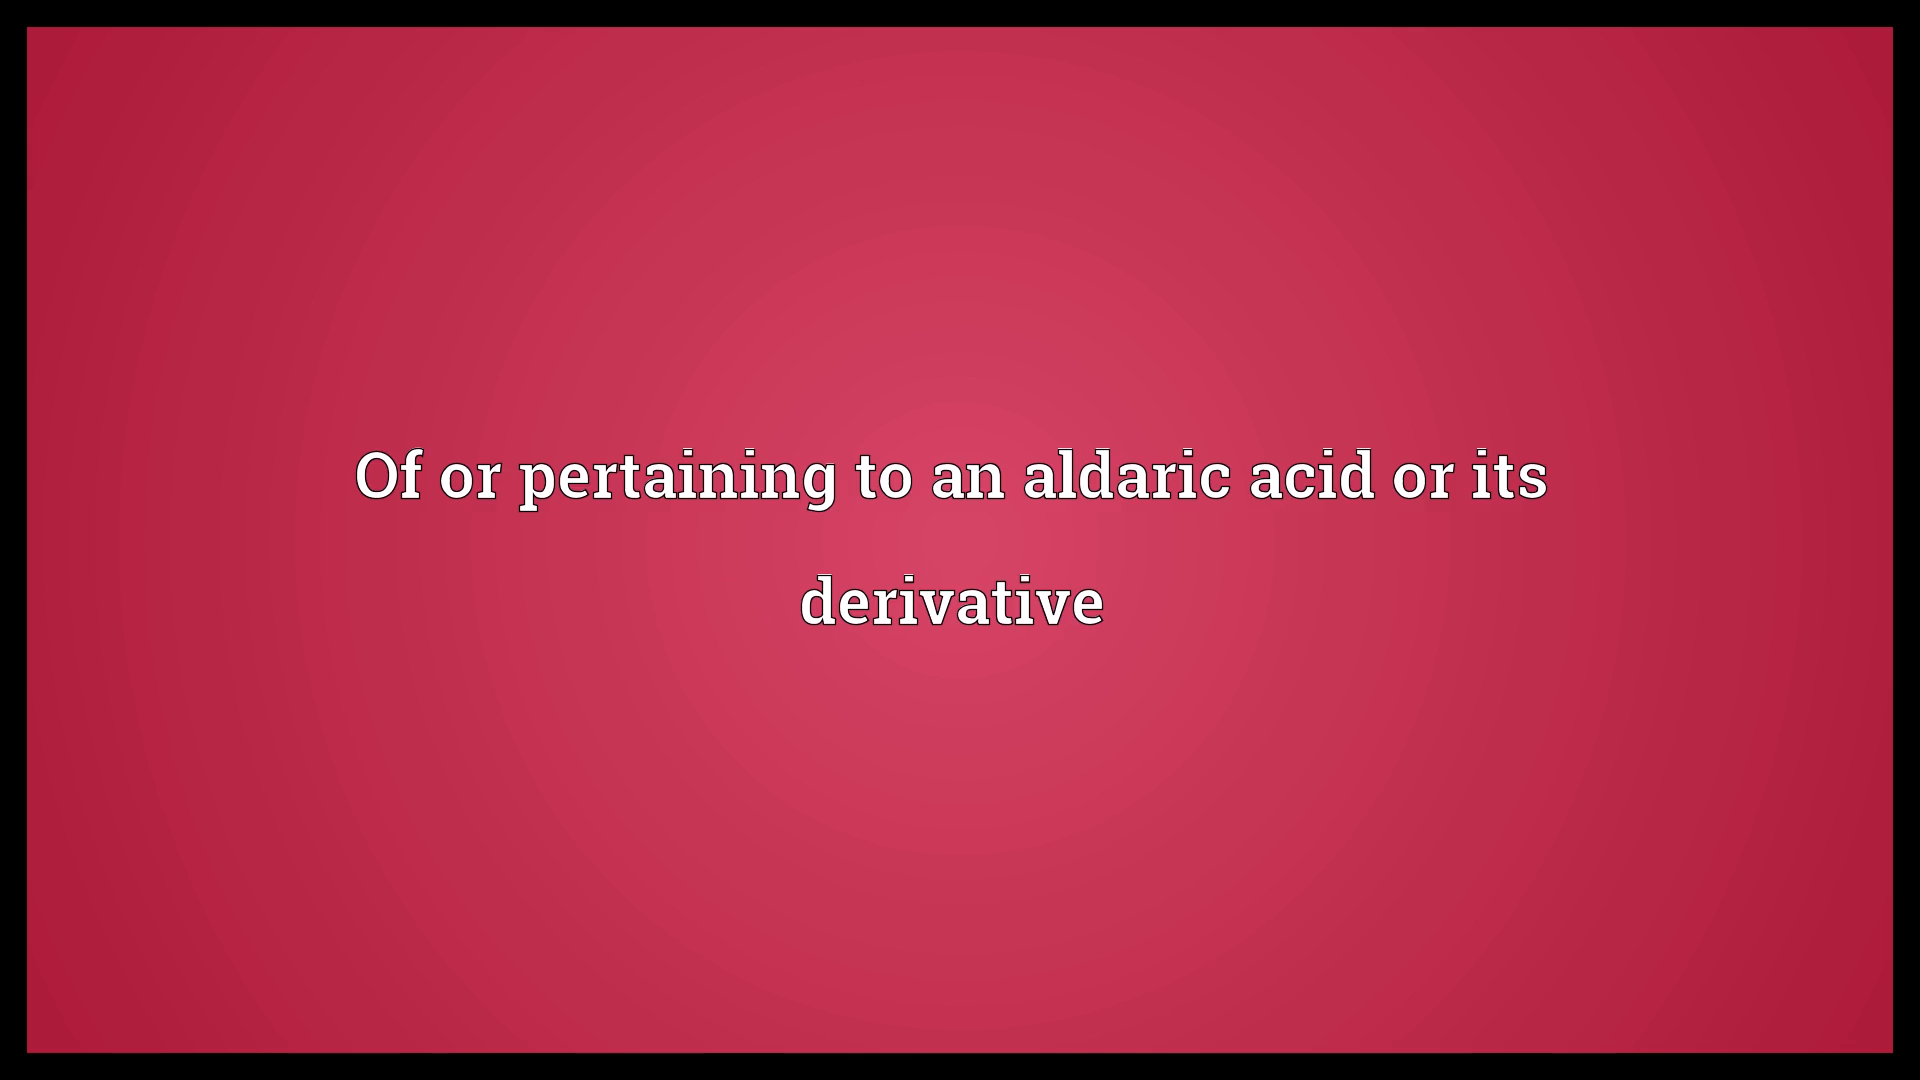 Of or pertaining to an aldaric acid or its
derivative